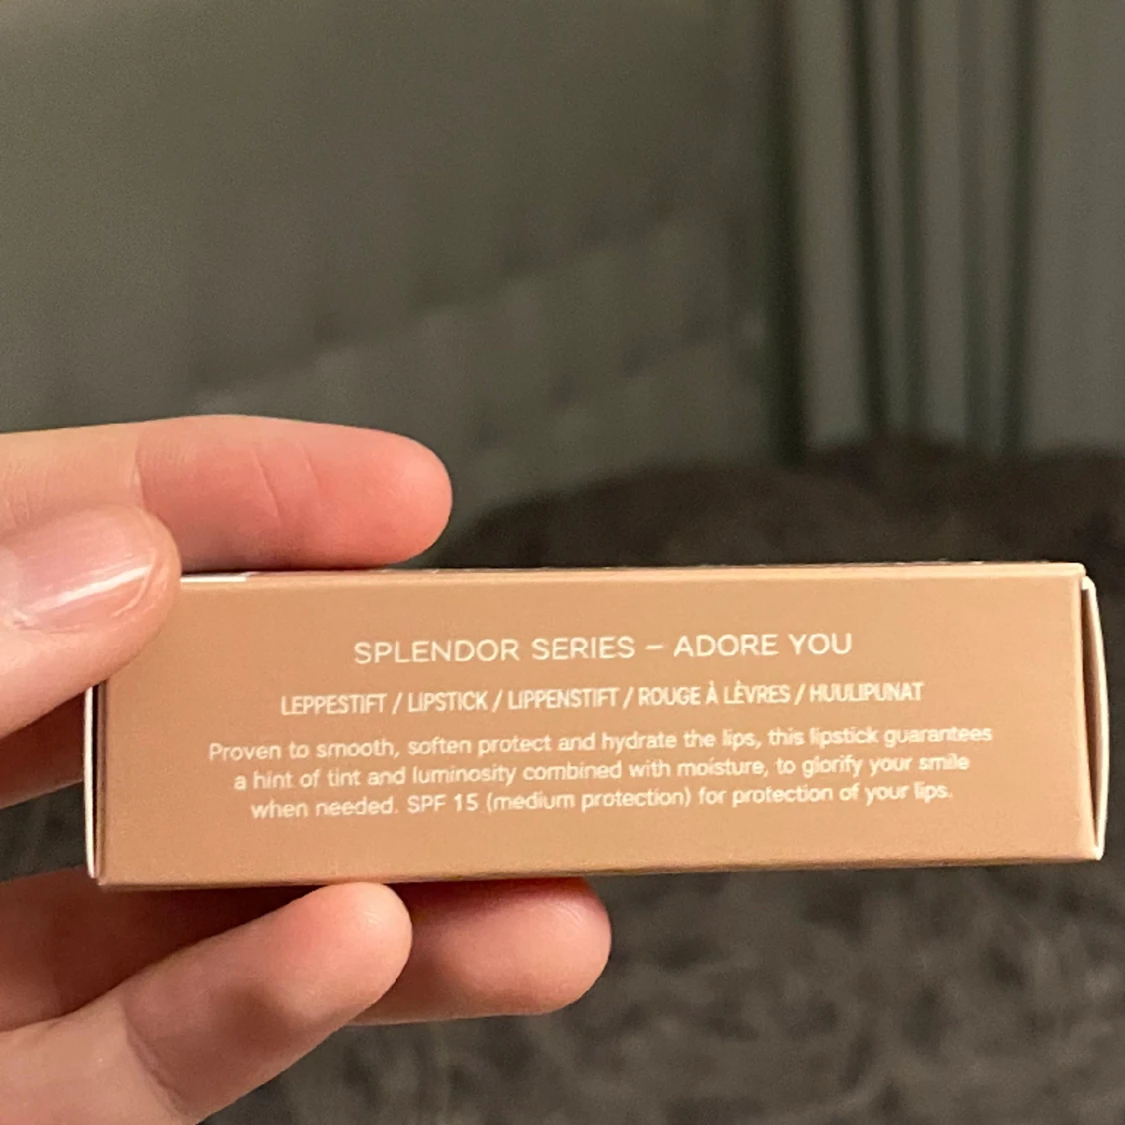 SPLENDOR SERIES – ADORE YOU
LEPPESTIFT / LIPSTICK / LIPPENSTIFT / ROUGE À LÈVRES / HUULIPUNAT
Proven to smooth, soften protect and hydrate the lips, this lipstick guarantees
a hint of tint and luminosity combined with moisture, to glorify your smile
when needed. SPF 15 (medium protection) for protection of your lips.